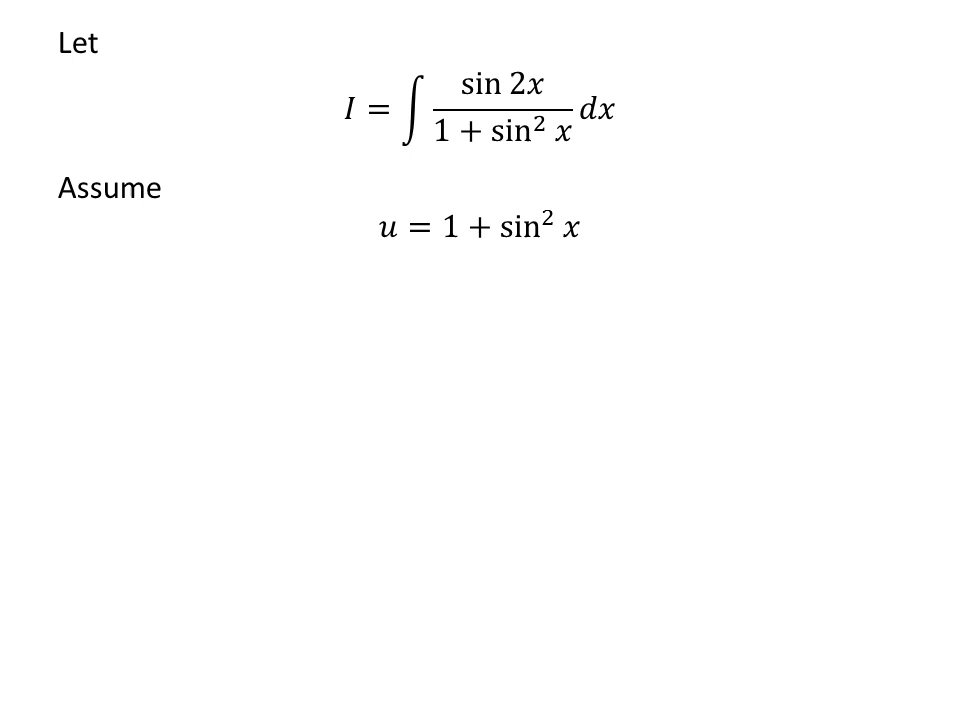 Let
𝐼 = ∫ sin 2𝑥 / 1 + sin² 𝑥 𝑑𝑥
Assume
𝑢 = 1 + sin² 𝑥